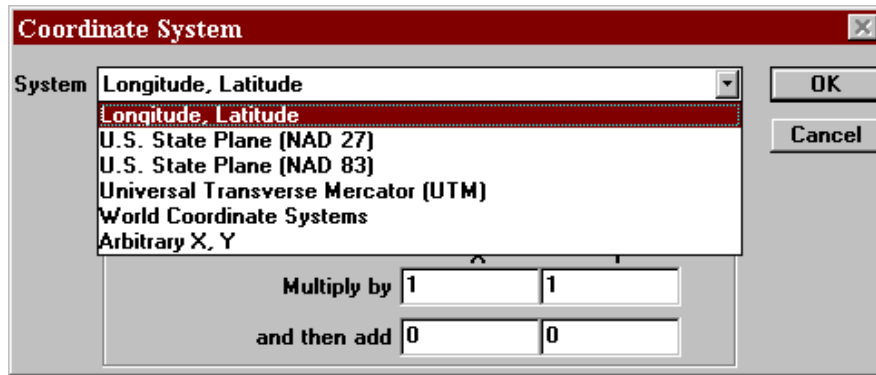 Coordinate System
System Longitude, Latitude OK
Longitude, Latitude
U.S. State Plane (NAD 27)
U.S. State Plane (NAD 83) Cancel
Universal Transverse Mercator (UTM)
World Coordinate Systems
Arbitrary X, Y
Multiply by 1 1
and then add 0 0